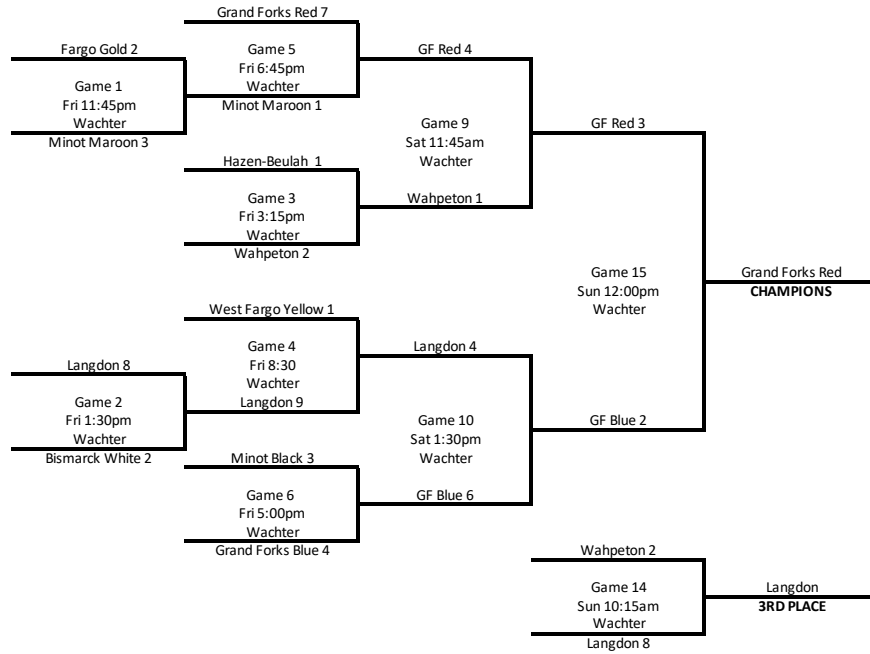 Grand Forks Red 7
Fargo Gold 2
Game 5
Fri 6:45pm
Wachter
GF Red 4
Game 1
Fri 11:45pm
Wachter
Minot Maroon 1
Minot Maroon 3
Game 9
Sat 11:45am
Wachter
GF Red 3
Hazen-Beulah  1
Game 3
Fri 3:15pm
Wachter
Wahpeton 1
Wahpeton 2
Game 15
Sun 12:00pm
Wachter
Grand Forks Red
CHAMPIONS
West Fargo Yellow 1
Game 4
Fri 8:30
Wachter
Langdon 4
Langdon 8
Game 2
Fri 1:30pm
Wachter
Langdon 9
Bismarck White 2
Game 10
Sat 1:30pm
Wachter
GF Blue 2
Minot Black 3
Game 6
Fri 5:00pm
Wachter
GF Blue 6
Grand Forks Blue 4
Wahpeton 2
Game 14
Sun 10:15am
Wachter
Langdon
3RD PLACE
Langdon 8